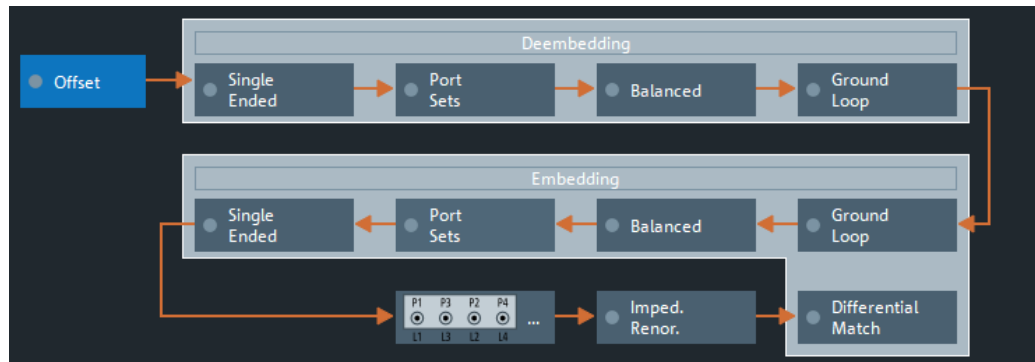 Deembedding
Offset
Single
Ended
Port
Sets
Balanced
Ground
Loop
Embedding
Single
Ended
Port
Sets
Balanced
Ground
Loop
P1 P3 P2 P4
L1 L3 L2 L4
...
Imped.
Renor.
Differential
Match